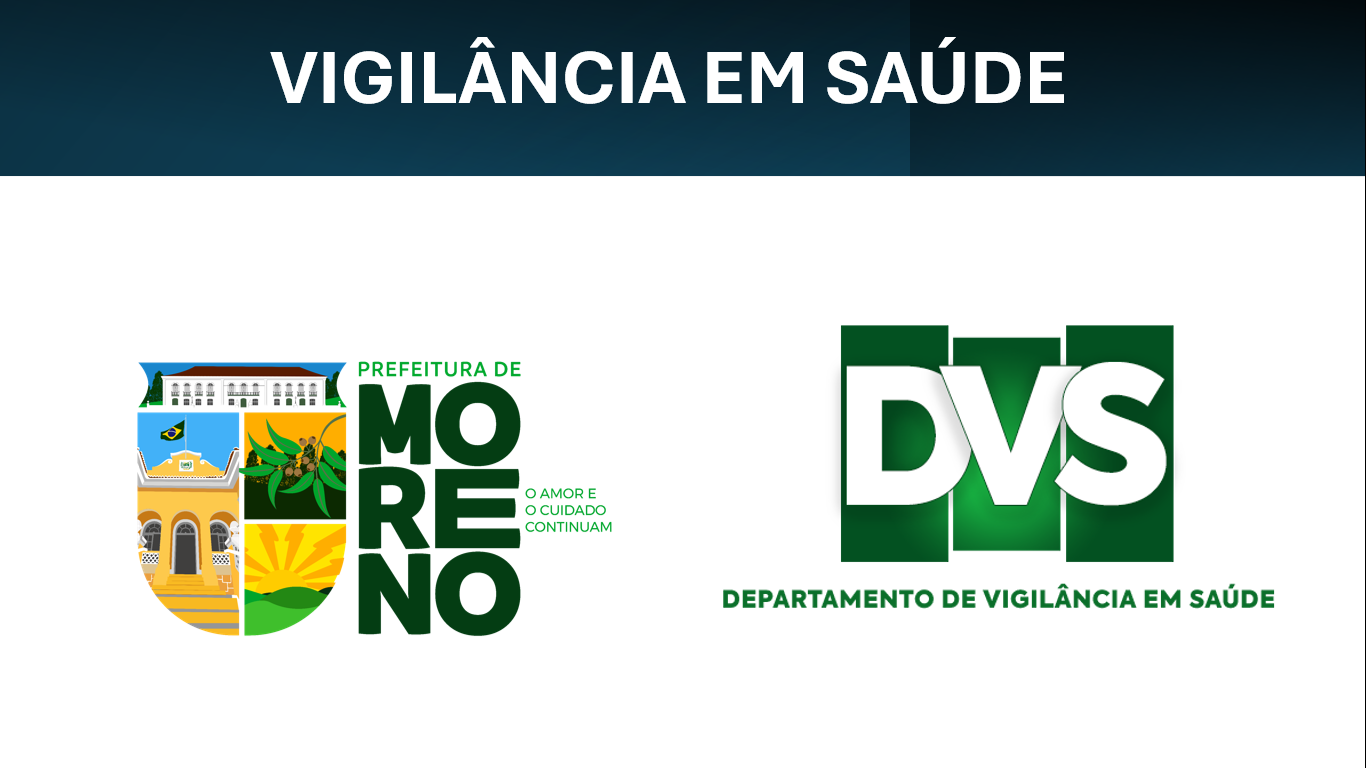 VIGILÂNCIA EM SAÚDE
PREFEITURA DE
MO
RE
NO
O AMOR E
O CUIDADO
CONTINUAM
DVS
DEPARTAMENTO DE VIGILÂNCIA EM SAÚDE